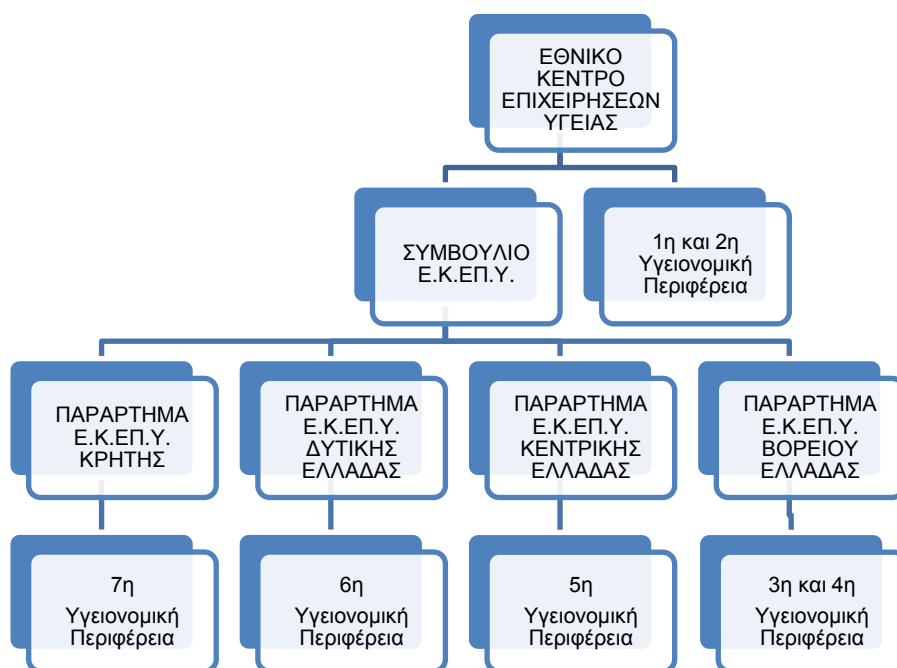 ΕΘΝΙΚΟ
ΚΕΝΤΡΟ
ΕΠΙΧΕΙΡΗΣΕΩΝ
ΥΓΕΙΑΣ
ΣΥΜΒΟΥΛΙΟ
Ε.Κ.ΕΠ.Υ.
1η και 2η
Υγειονομική
Περιφέρεια
ΠΑΡΑΡΤΗΜΑ
Ε.Κ.ΕΠ.Υ.
ΚΡΗΤΗΣ
ΠΑΡΑΡΤΗΜΑ
Ε.Κ.ΕΠ.Υ.
ΔΥΤΙΚΗΣ
ΕΛΛΑΔΑΣ
ΠΑΡΑΡΤΗΜΑ
Ε.Κ.ΕΠ.Υ.
ΚΕΝΤΡΙΚΗΣ
ΕΛΛΑΔΑΣ
ΠΑΡΑΡΤΗΜΑ
Ε.Κ.ΕΠ.Υ.
ΒΟΡΕΙΟΥ
ΕΛΛΑΔΑΣ
7η
Υγειονομική
Περιφέρεια
6η
Υγειονομική
Περιφέρεια
5η
Υγειονομική
Περιφέρεια
3η και 4η
Υγειονομική
Περιφέρεια